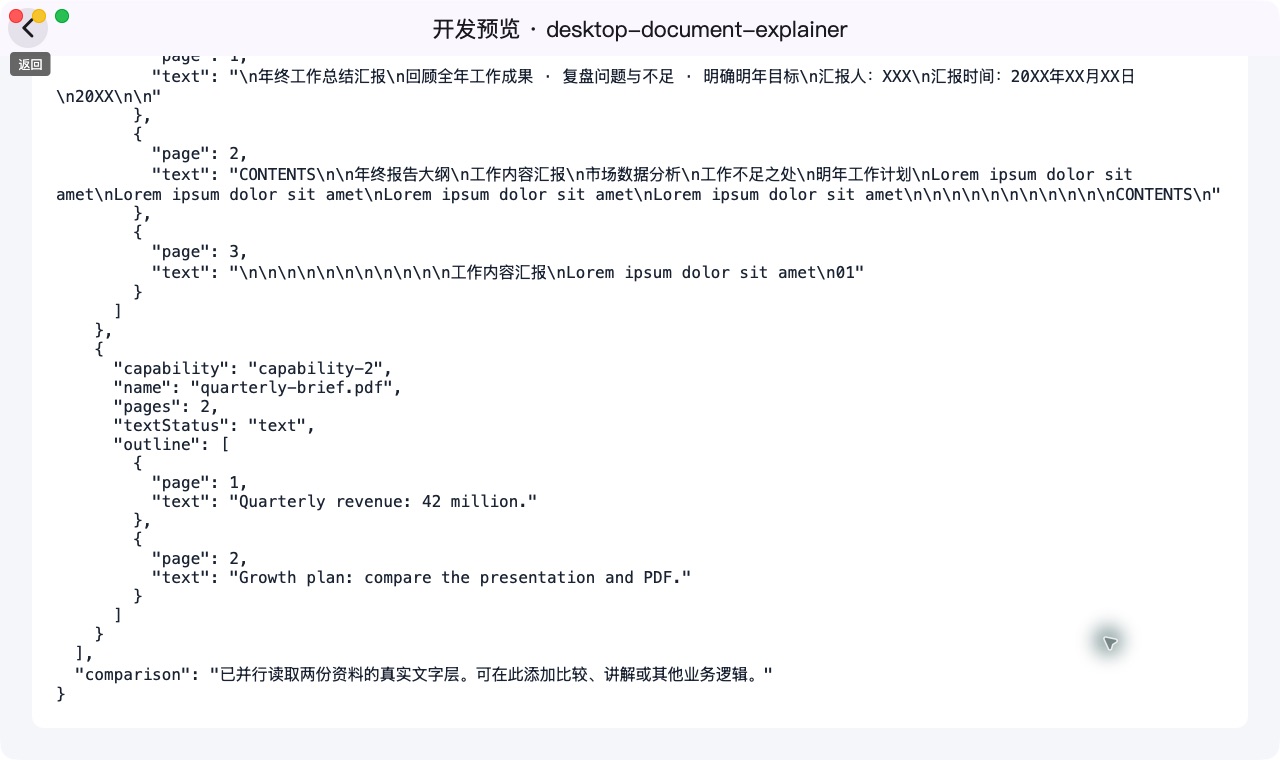 开发预览 · desktop-document-explainer
返回
"page": 1,
"text": "\n年终工作总结汇报\n回顾全年工作成果 · 复盘问题与不足 · 明确明年目标\n汇报人：XXX\n汇报时间：20XX年XX月XX日
\n20XX\n\n"
},
{
"page": 2,
"text": "CONTENTS\n\n年终报告大纲\n工作内容汇报\n市场数据分析\n工作不足之处\n明年工作计划\nLorem ipsum dolor sit
amet\nLorem ipsum dolor sit amet\nLorem ipsum dolor sit amet\nLorem ipsum dolor sit amet\n\n\n\n\n\n\n\n\n\n\nCONTENTS\n"
},
{
"page": 3,
"text": "\n\n\n\n\n\n\n\n\n\n\n工作内容汇报\nLorem ipsum dolor sit amet\n01"
}
]
},
{
"capability": "capability-2",
"name": "quarterly-brief.pdf",
"pages": 2,
"textStatus": "text",
"outline": [
{
"page": 1,
"text": "Quarterly revenue: 42 million."
},
{
"page": 2,
"text": "Growth plan: compare the presentation and PDF."
}
]
}
],
"comparison": "已并行读取两份资料的真实文字层。可在此添加比较、讲解或其他业务逻辑。"
}